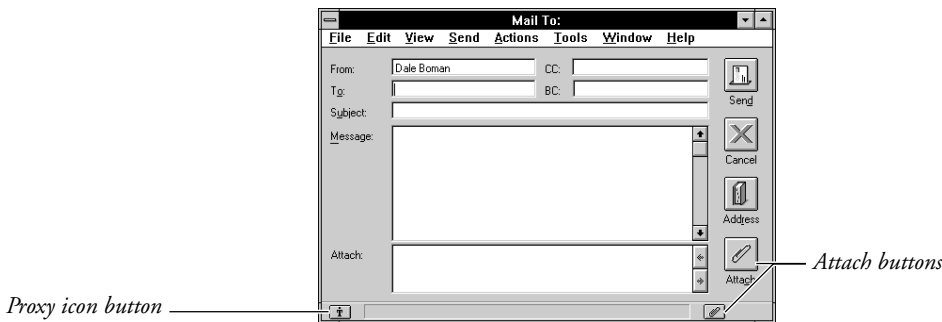 Mail To:
File Edit View Send Actions Tools Window Help
From: Dale Boman CC:
To: BC:
Send
Subject:
Message:
Cancel
Address
Attach:
Attach
Attach buttons
Proxy icon button